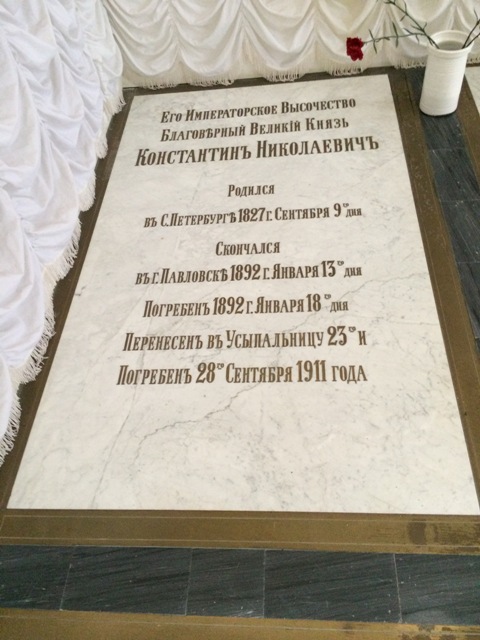 Его Императорское Высочество
Благовѣрный Великій Князь
Константинъ Николаевичъ
Родился
въ С.Петербургѣ 1827 г. Сентября 9го дня
Скончался
въ г. Павловскѣ 1892 г. Января 13го дня
Погребенъ 1892 г. Января 18го дня
Перенесенъ въ Усыпальницу 23го и
Погребенъ 28го Сентября 1911 года